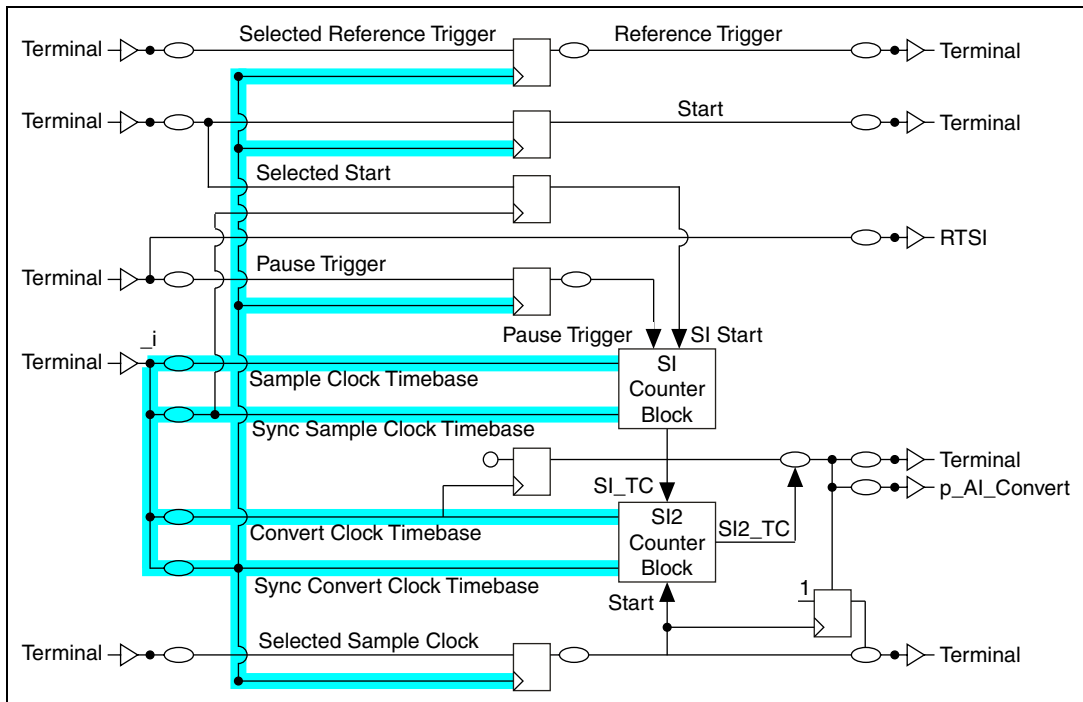 Terminal Selected Reference Trigger Reference Trigger Terminal
Terminal Start Terminal
Selected Start
RTSI
Terminal Pause Trigger
Pause Trigger SI Start
_i
Terminal
Sample Clock Timebase
SI
Counter
Block
Sync Sample Clock Timebase
Terminal
SI_TC
p_AI_Convert
Convert Clock Timebase
SI2
Counter
Block
SI2_TC
Sync Convert Clock Timebase
Start
1
Terminal Selected Sample Clock Terminal